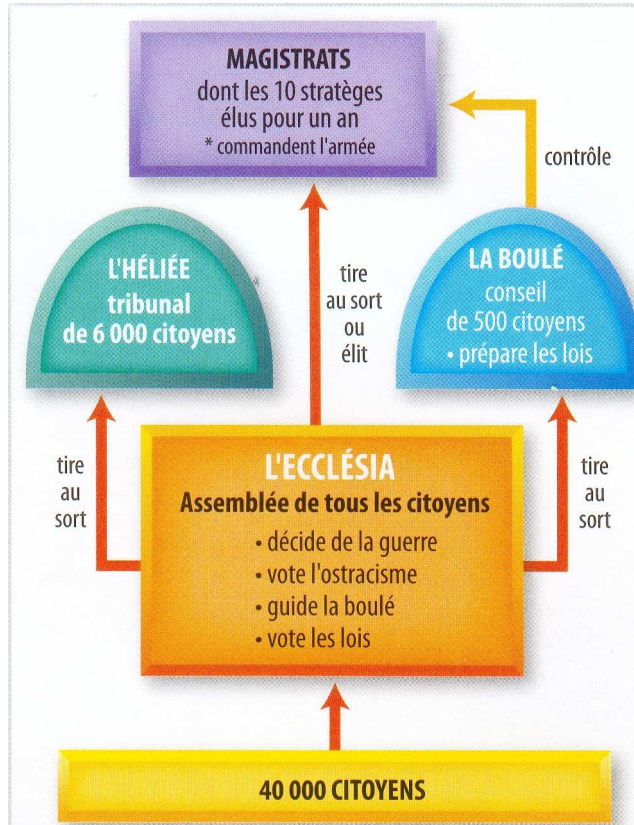 MAGISTRATS
dont les 10 stratèges
élus pour un an
* commandent l'armée
contrôle
L'HÉLIÉE
tribunal
de 6 000 citoyens
tire
au sort
ou
élit
LA BOULÉ
conseil
de 500 citoyens
• prépare les lois
tire
au
sort
L'ECCLÉSIA
Assemblée de tous les citoyens
• décide de la guerre
• vote l'ostracisme
• guide la boulé
• vote les lois
tire
au
sort
40 000 CITOYENS